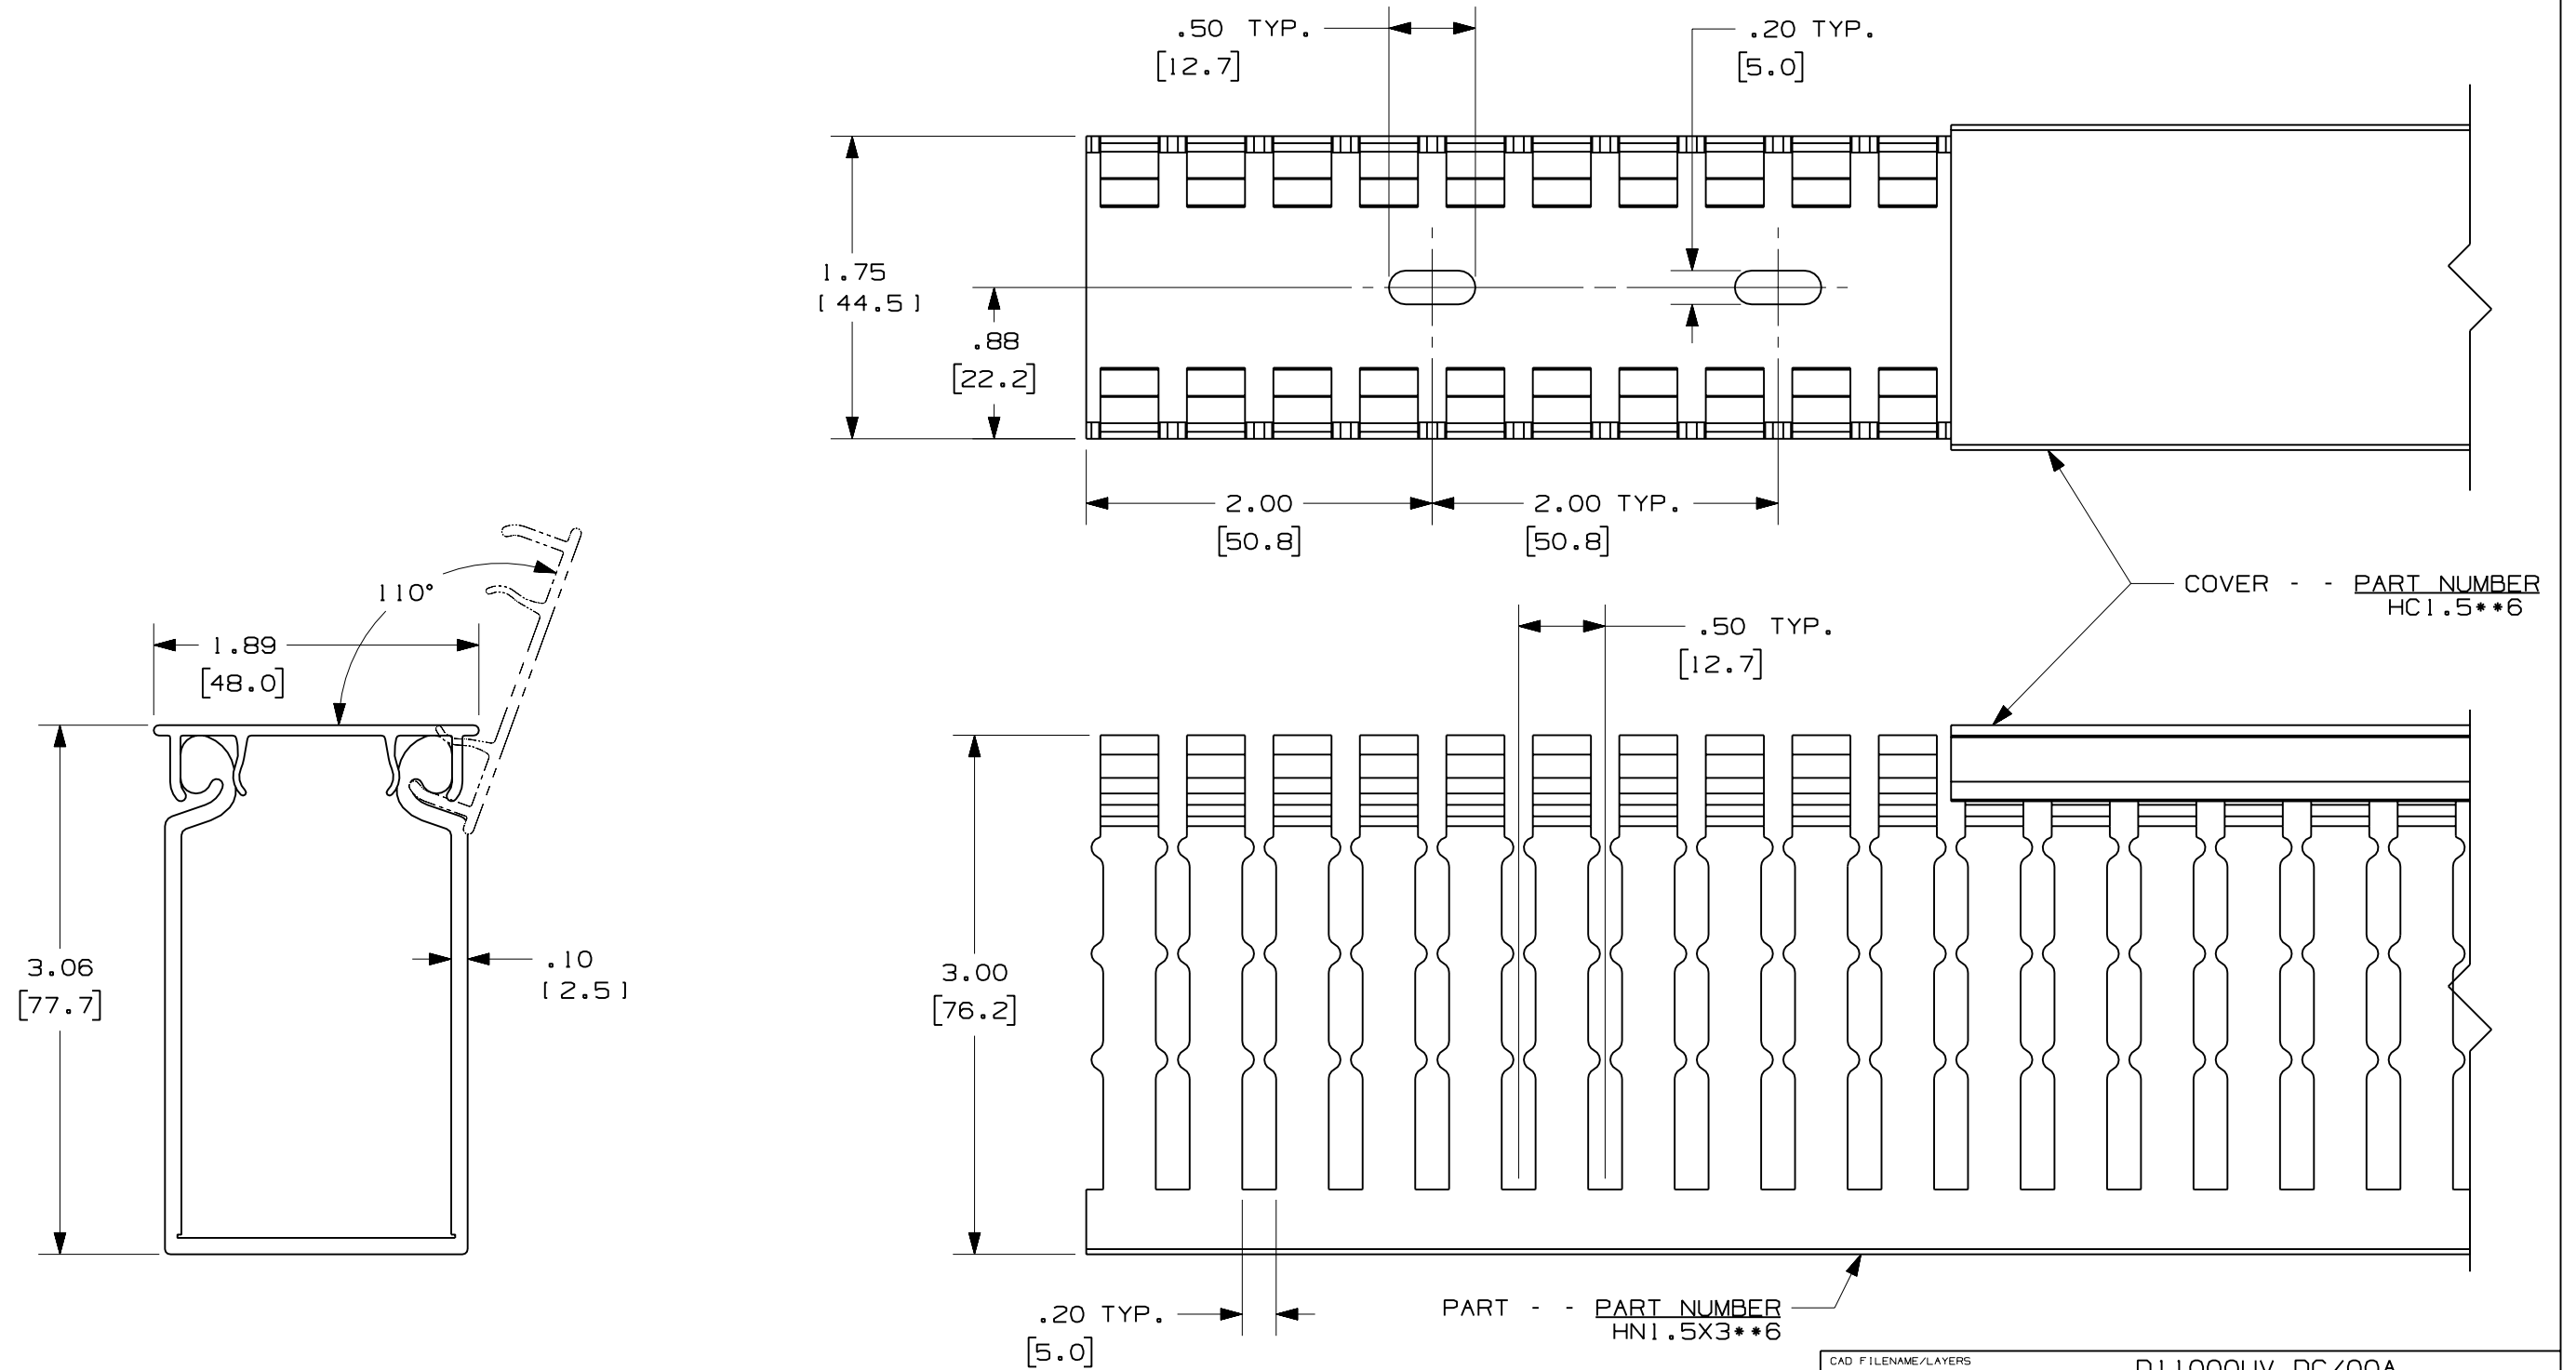 .50 TYP.
[12.7]
.20 TYP.
[5.0]
1.75
[44.5]
.88
[22.2]
2.00
[50.8]
2.00 TYP.
[50.8]
COVER - - PART NUMBER
HC1.5**6
110°
1.89
[48.0]
.50 TYP.
[12.7]
3.06
[77.7]
.10
[2.5]
3.00
[76.2]
.20 TYP.
[5.0]
PART - - PART NUMBER
HN1.5X3**6
CAD FILENAME/LAYERS